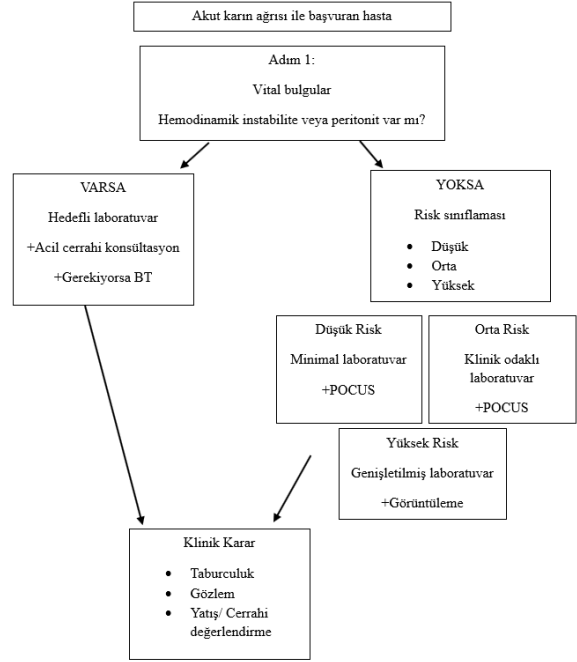 Akut karın ağrısı ile başvuran hasta
Adım 1:
Vital bulgular
Hemodinamik instabilite veya peritonit var mı?
VARSA
Hedefli laboratuvar
+Acil cerrahi konsültasyon
+Gerekiyorsa BT
YOKSA
Risk sınıflaması
• Düşük
• Orta
• Yüksek
Düşük Risk
Minimal laboratuvar
+POCUS
Orta Risk
Klinik odaklı
laboratuvar
+POCUS
Yüksek Risk
Genişletilmiş laboratuvar
+Görüntüleme
Klinik Karar
• Taburculuk
• Gözlem
• Yatış/ Cerrahi
değerlendirme